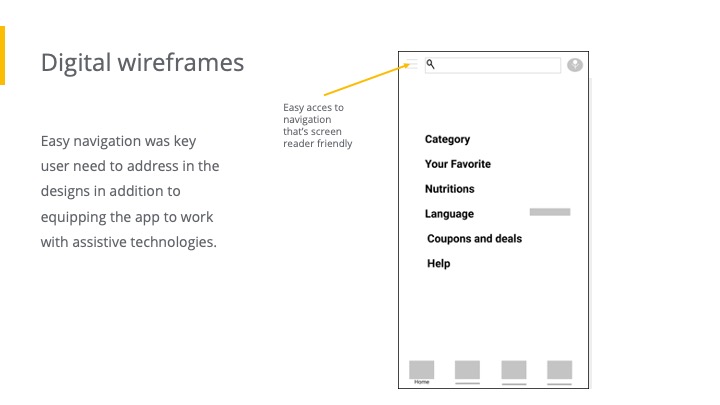 Digital wireframes
Easy navigation was key
user need to address in the
designs in addition to
equipping the app to work
with assistive technologies.
Easy acces to
navigation
that's screen
reader friendly
Category
Your Favorite
Nutritions
Language
Coupons and deals
Help
Home